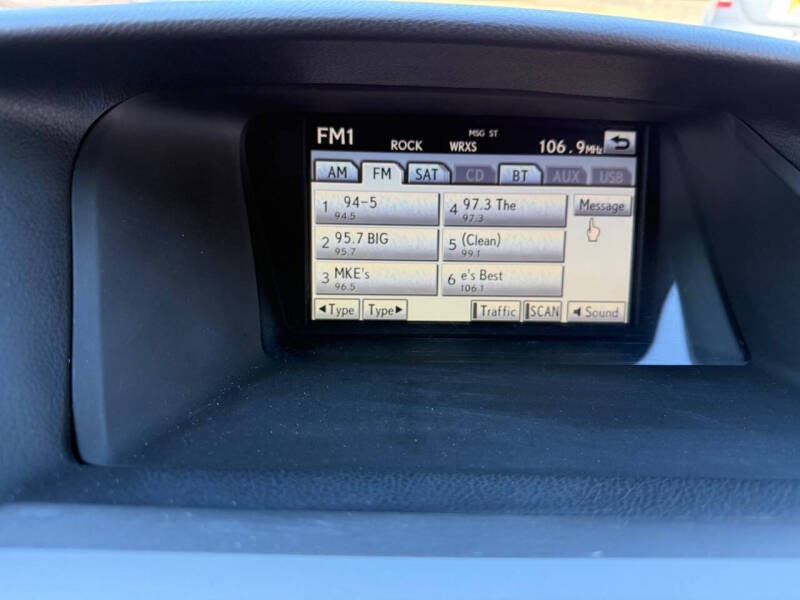 FM1 MSG ST
ROCK WRXS 106.9MHz
AM FM SAT CD BT AUX USB
1 94-5
94.5
4 97.3 The
97.3
Message
2 95.7 BIG
95.7
5 (Clean)
99.1
3 MKE's
96.5
6 e's Best
106.1
◄Type Type► Traffic SCAN Sound